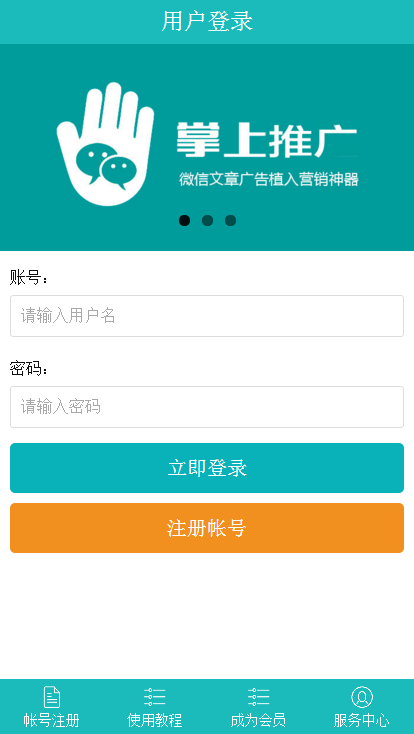 用户登录
掌上推广
微信文章广告植入营销神器
账号：
请输入用户名
密码：
请输入密码
立即登录
注册帐号
帐号注册 使用教程 成为会员 服务中心